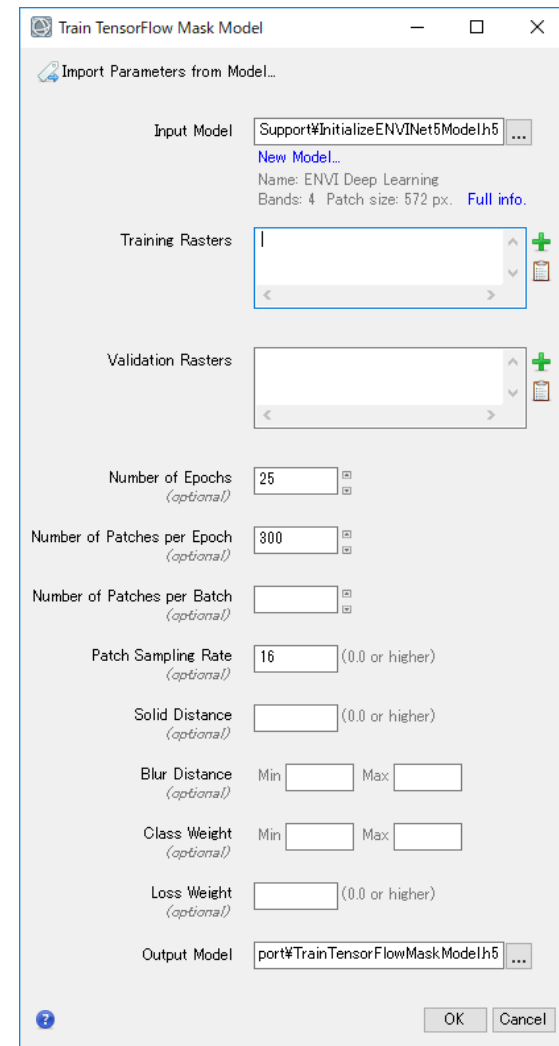 Train TensorFlow Mask Model
Import Parameters from Model...
Input Model Support¥InitializeENVINet5Model.h5 ...
New Model...
Name: ENVI Deep Learning
Bands: 4 Patch size: 572 px. Full info.
Training Rasters
Validation Rasters
Number of Epochs 25
(optional)
Number of Patches per Epoch 300
(optional)
Number of Patches per Batch
(optional)
Patch Sampling Rate 16 (0.0 or higher)
(optional)
Solid Distance (0.0 or higher)
(optional)
Blur Distance Min Max
(optional)
Class Weight Min Max
(optional)
Loss Weight (0.0 or higher)
(optional)
Output Model port¥TrainTensorFlowMaskModel.h5 ...
OK Cancel